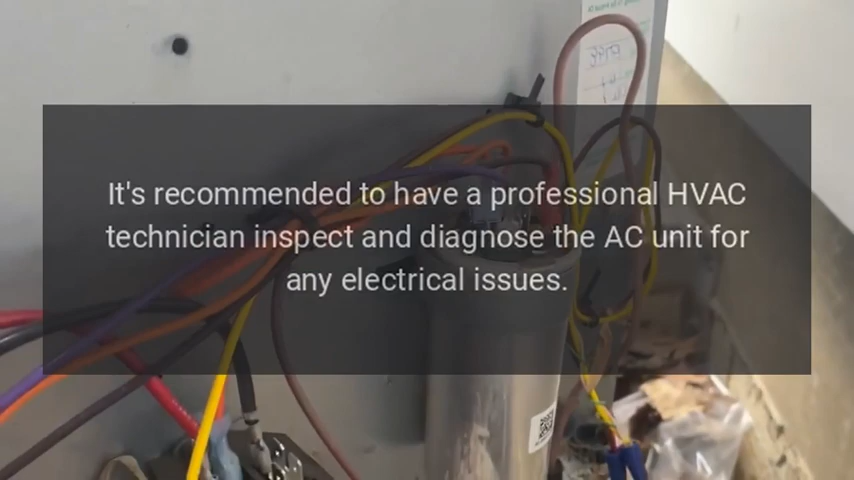 It's recommended to have a professional HVAC
technician inspect and diagnose the AC unit for
any electrical issues.